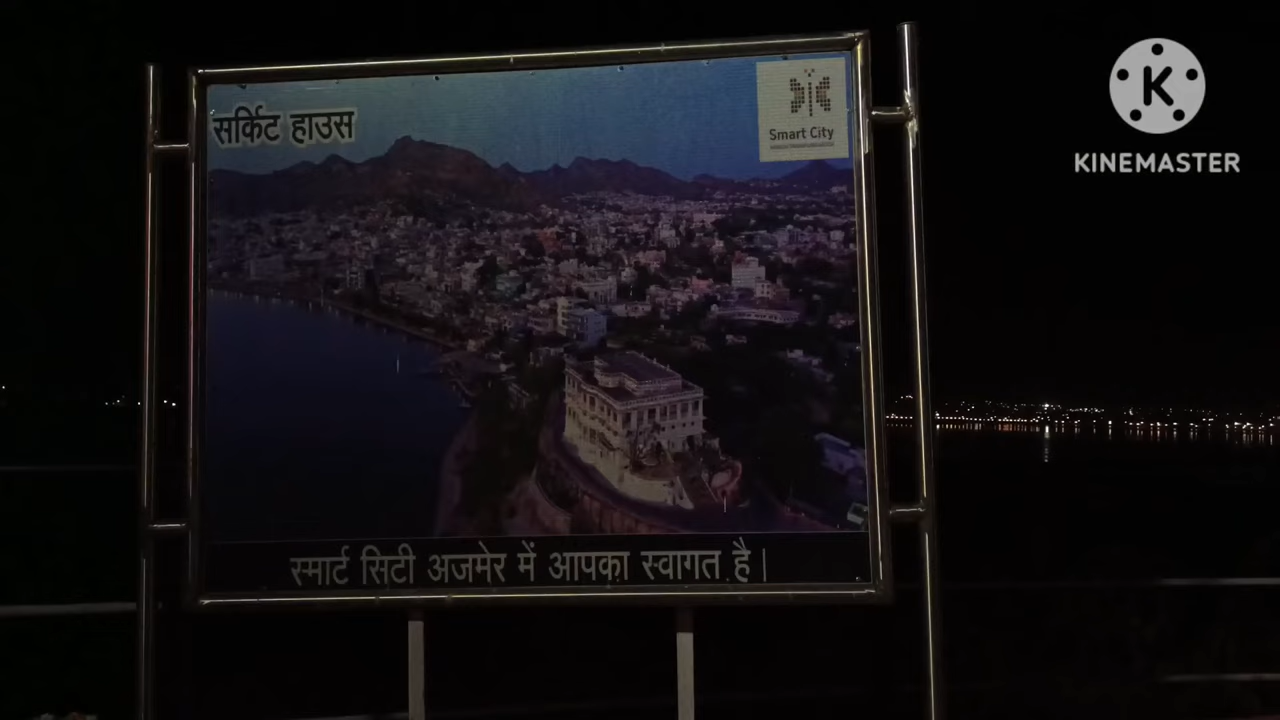 सर्किट हाउस
Smart City
KINEMASTER
स्मार्ट सिटी अजमेर में आपका स्वागत है।